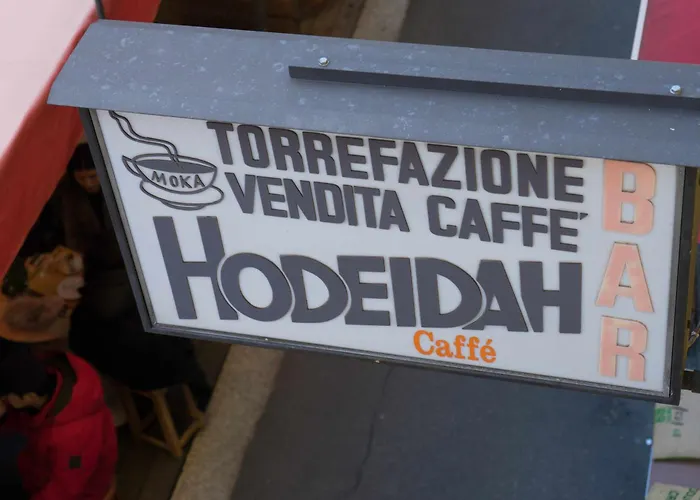 MOKA
TORREFAZIONE
VENDITA CAFFE'
HODEIDAH
Caffé
BAR